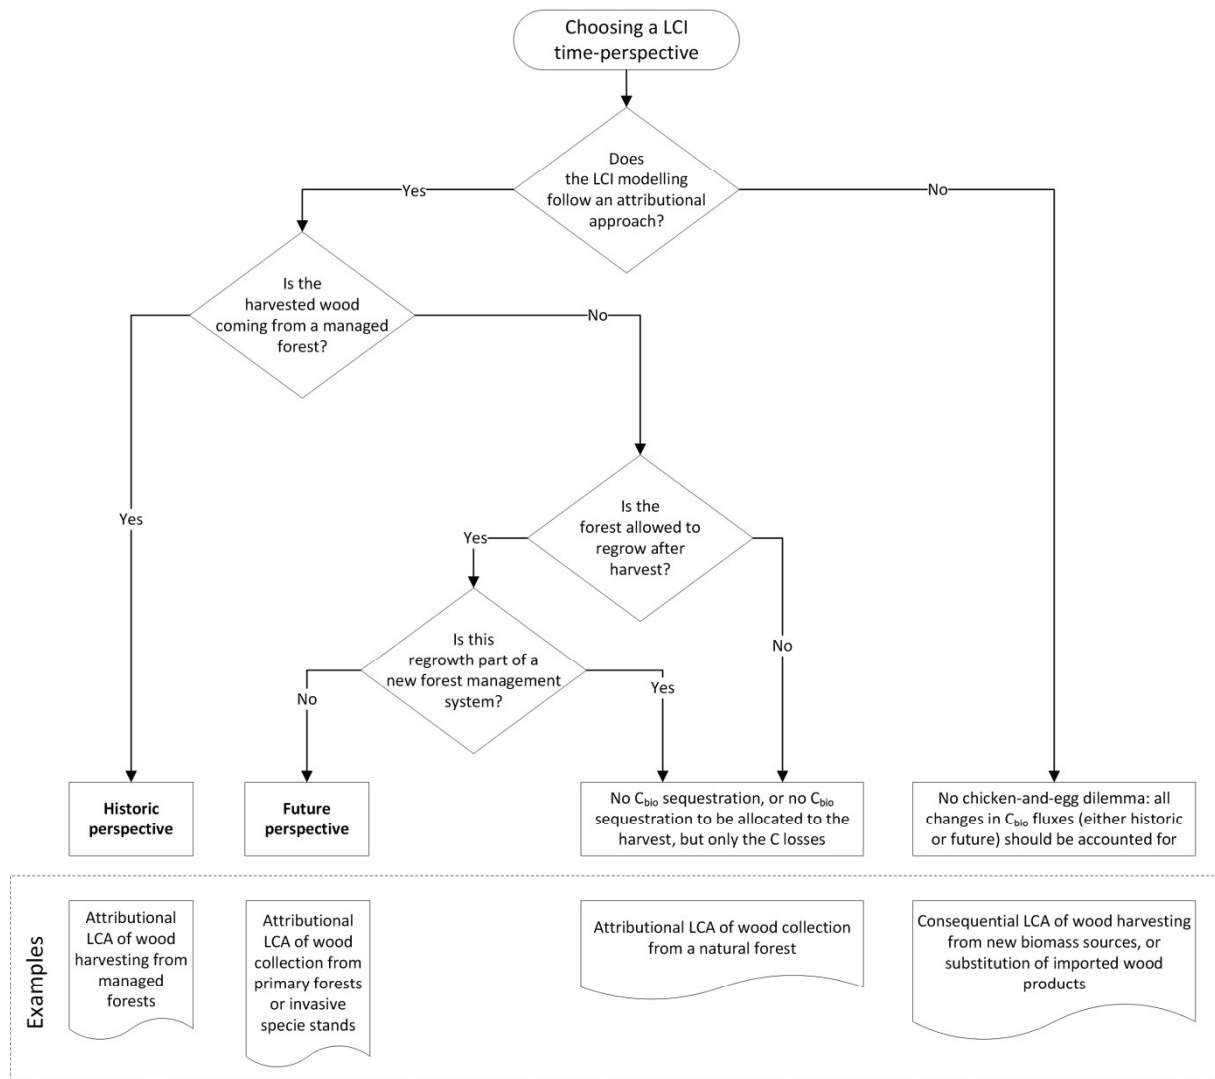 Choosing a LCI
time-perspective
Does
the LCI modelling
follow an attributional
approach?
Yes
No
Is the
harvested wood
coming from a managed
forest?
No
Yes
Is the
forest allowed to
regrow after
harvest?
Yes
No
Is this
regrowth part of a
new forest management
system?
No
Yes
Historic
perspective
Future
perspective
No Cbio sequestration, or no Cbio
sequestration to be allocated to the
harvest, but only the C losses
No chicken-and-egg dilemma: all
changes in Cbio fluxes (either historic
or future) should be accounted for
Examples
Attributional
LCA of wood
harvesting from
managed
forests
Attributional
LCA of wood
collection from
primary forests
or invasive
specie stands
Attributional LCA of wood collection
from a natural forest
Consequential LCA of wood harvesting
from new biomass sources, or
substitution of imported wood
products